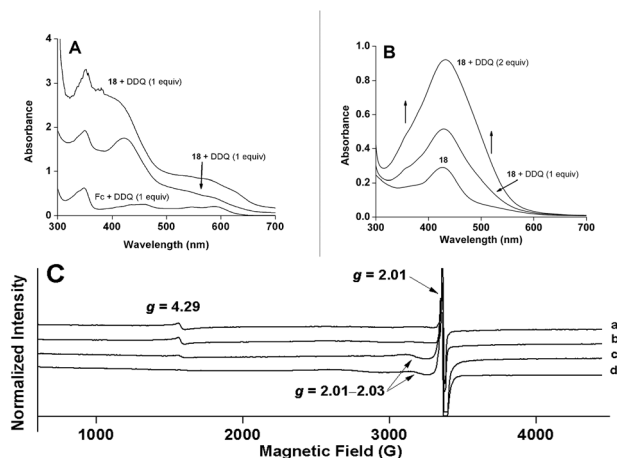 A
18 + DDQ (1 equiv)
18 + DDQ (1 equiv)
Fc + DDQ (1 equiv)
Absorbance
4
3
2
1
0
300 400 500 600 700
Wavelength (nm)
B
18 + DDQ (2 equiv)
18
18 + DDQ (1 equiv)
Absorbance
1.0
0.8
0.6
0.4
0.2
0.0
300 400 500 600 700
Wavelength (nm)
C
g = 2.01
g = 4.29
a
b
c
d
g = 2.01–2.03
Normalized Intensity
1000 2000 3000 4000
Magnetic Field (G)